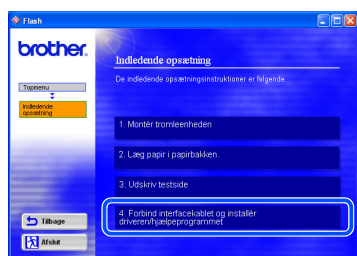 Flash
brother.
Topmenu
Indledende
opsætning
Indledende opsætning
De indledende opsætningsinstruktioner er følgende.
1. Montér tromleenheden
2. Læg papir i papirbakken.
3. Udskriv testside
4. Forbind interfacekablet og installér
driveren/hjælpeprogrammet
Tilbage
Afslut